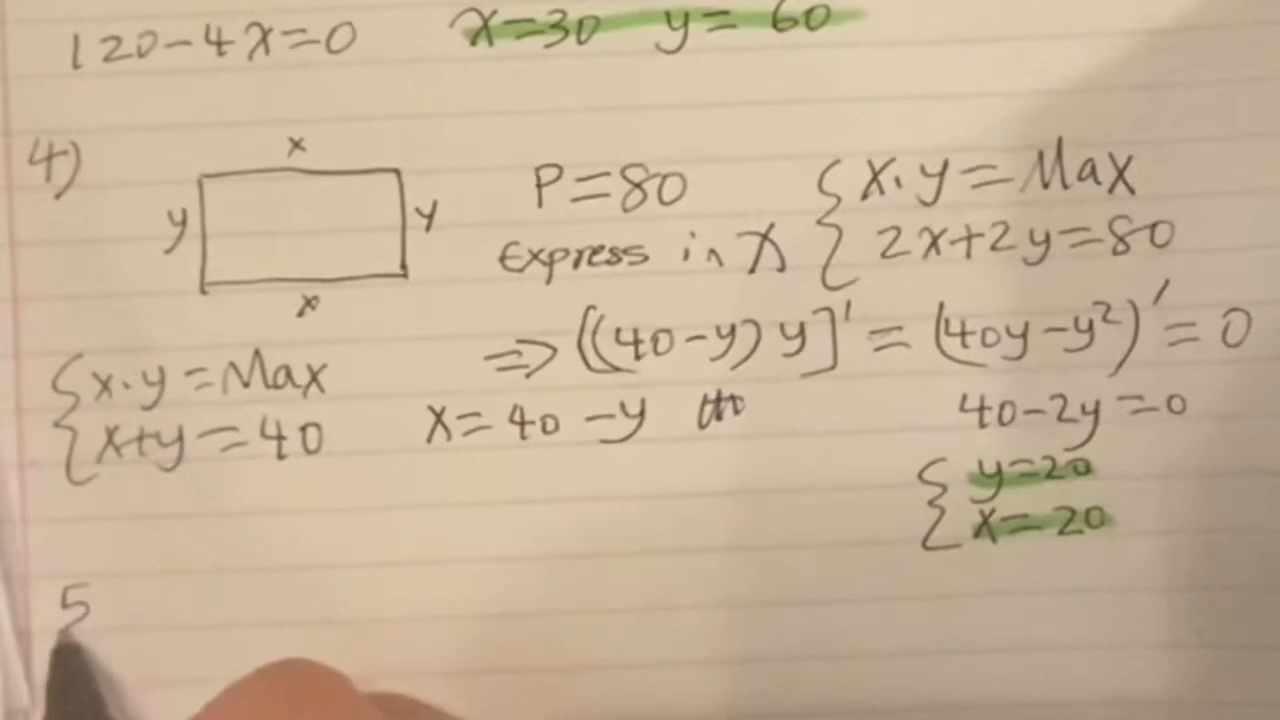 120-4x=0 x=30 y=60
4) x
y y P=80 { x·y=Max
Express in x { 2x+2y=80
x
=> ((40-y)y]' = (40y-y²)'=0
{ x·y=Max
{ x+y=40 x=40-y 40-2y=0
{ y=20
{ x=20
5